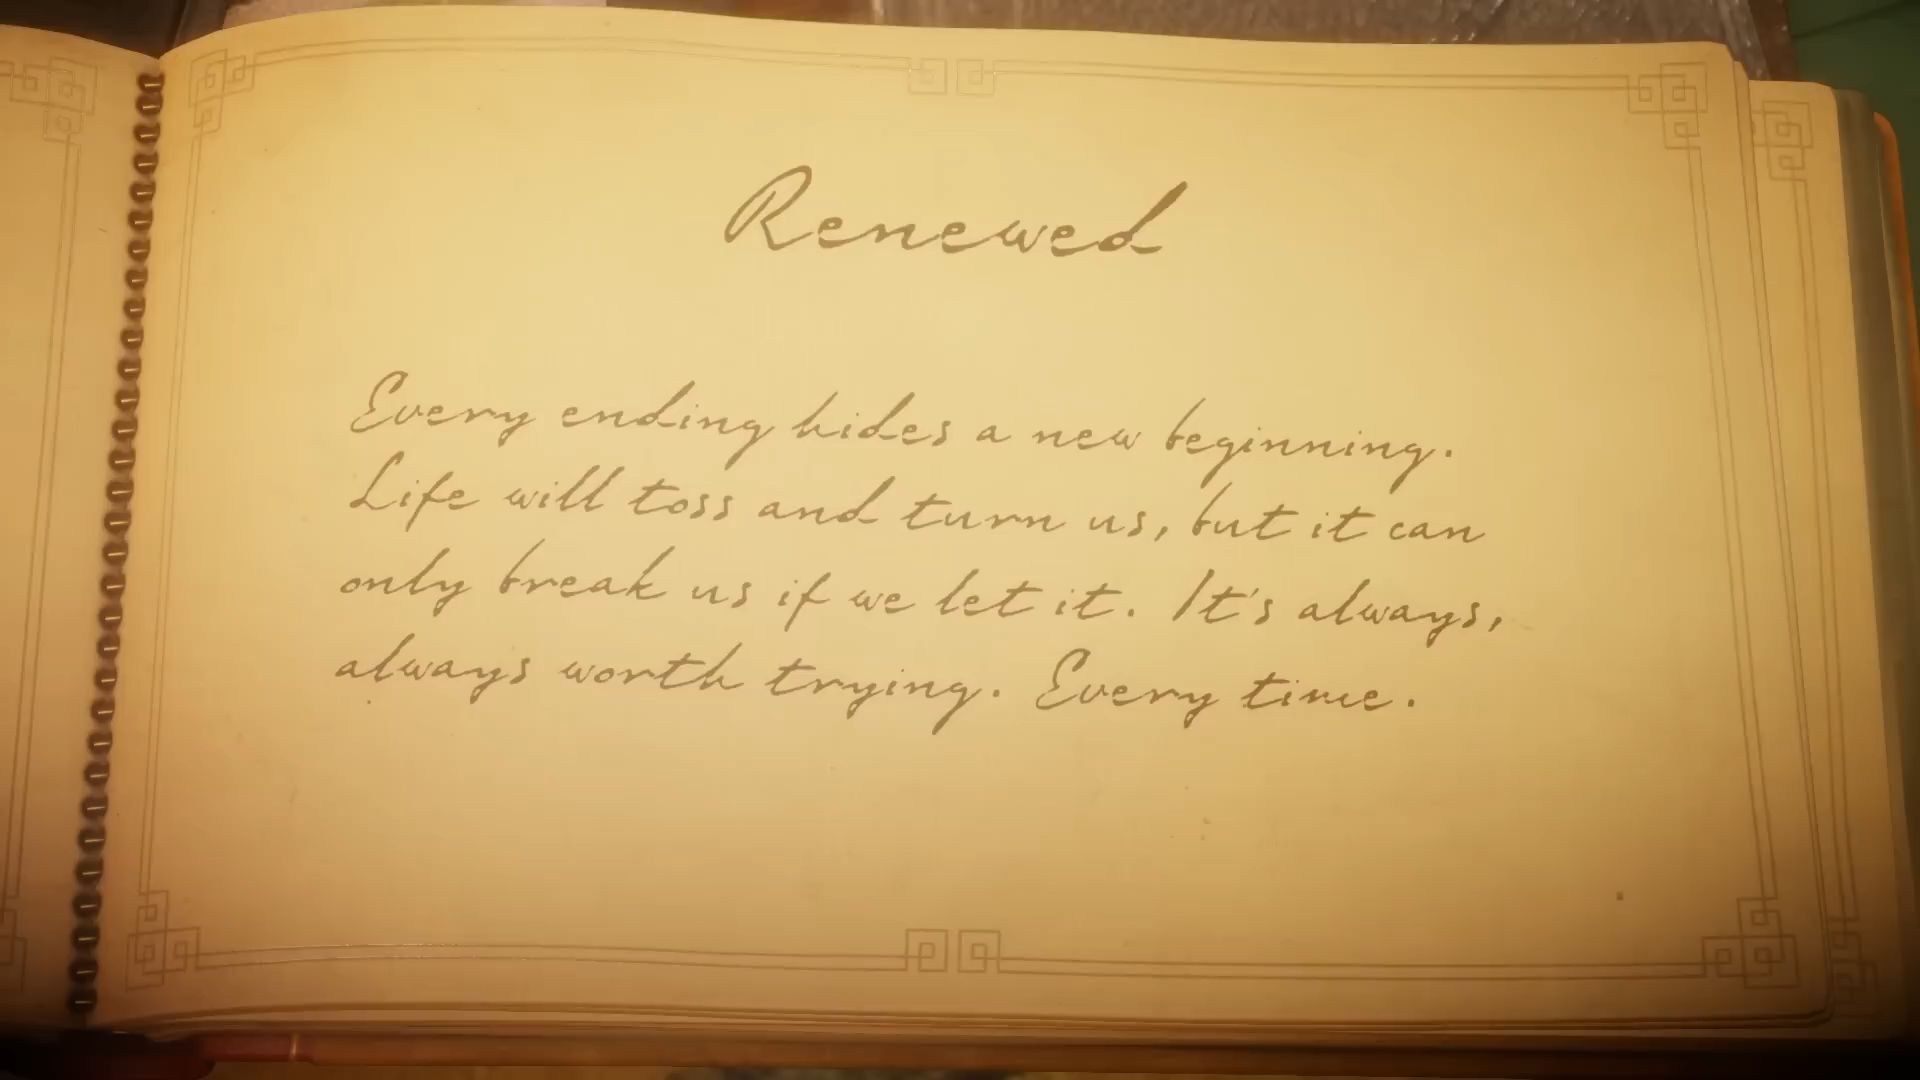 Renewed
Every ending hides a new beginning.
Life will toss and turn us, but it can
only break us if we let it. It's always,
always worth trying. Every time.